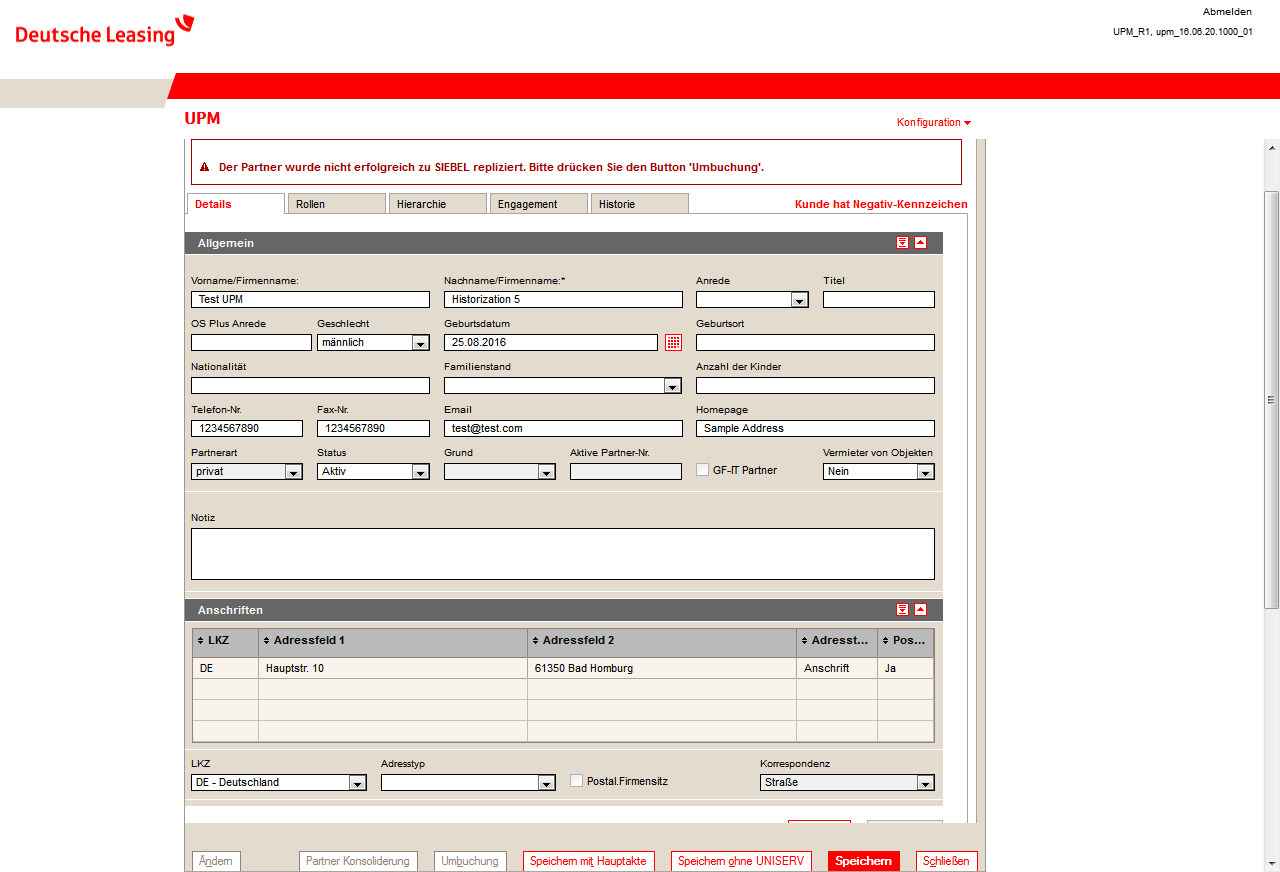 Deutsche Leasing
Abmelden
UPM_R1, upm_16.06.20.1000_01
UPM
Konfiguration
Der Partner wurde nicht erfolgreich zu SIEBEL repliziert. Bitte drücken Sie den Button 'Umbuchung'.
Details Rollen Hierarchie Engagement Historie Kunde hat Negativ-Kennzeichen
Allgemein
Vorname/Firmenname: Nachname/Firmenname:* Anrede Titel
Test UPM Historization 5
OS Plus Anrede Geschlecht Geburtsdatum Geburtsort
männlich 25.08.2016
Nationalität Familienstand Anzahl der Kinder
Telefon-Nr. Fax-Nr. Email Homepage
1234567890 1234567890 test@test.com Sample Address
Partnerart Status Grund Aktive Partner-Nr. Vermieter von Objekten
privat Aktiv GF-IT Partner Nein
Notiz
Anschriften
LKZ Adressfeld 1 Adressfeld 2 Adresst... Pos...
DE Hauptstr. 10 61350 Bad Homburg Anschrift Ja
LKZ Adresstyp Korrespondenz
DE - Deutschland Postal.Firmensitz Straße
Ändern Partner Konsoliderung Umbuchung Speichern mit Hauptakte Speichern ohne UNISERV Speichern Schließen